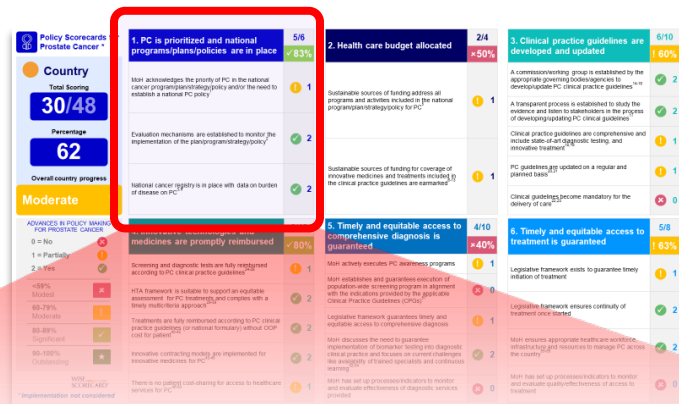 Policy Scorecards for
Prostate Cancer *
Country
Total Scoring
30/48
Percentage
62
Overall country progress
Moderate
ADVANCES IN POLICY MAKING
FOR PROSTATE CANCER
0 = No
1 = Partially
2 = Yes
<59%
Modest
60-79%
Moderate
80-89%
Significant
90-100%
Outstanding
SCORECARD
* Implementation not considered
1. PC is prioritized and national
programs/plans/policies are in place
5/6
83%
MoH acknowledges the priority of PC in the national
cancer program/plan/strategy/policy and/or the need to
establish a national PC policy
1
Evaluation mechanisms are established to monitor the
implementation of the plan/program/strategy/policy
2
National cancer registry is in place with data on burden
of disease on PC
2
2. Health care budget allocated
2/4
50%
Sustainable sources of funding address all
programs and activities included in the national
program/plan/strategy/policy for PC
1
Sustainable sources of funding for coverage of
innovative medicines and treatments included in
the clinical practice guidelines are earmarked
1
3. Clinical practice guidelines are
developed and updated
6/10
! 60%
A commission/working group is established by the
appropriate governing bodies/agencies to
develop/update PC clinical practice guidelines
2
A transparent process is established to study the
evidence and listen to stakeholders in the process
of developing/updating PC clinical guidelines
2
Clinical practice guidelines are comprehensive and
include state-of-art diagnostic testing, and
innovative treatment
1
PC guidelines are updated on a regular and
planned basis
1
Clinical guidelines become mandatory for the
delivery of care
0
4. Innovative technologies and
medicines are promptly reimbursed
80%
Screening and diagnostic tests are fully reimbursed
according to PC clinical practice guidelines
1
HTA framework is suitable to support an equitable
assessment for PC treatments and complies with a
timely multicriteria approach
2
Treatments are fully reimbursed according to PC clinical
practice guidelines (or national formulary) without OOP
cost for patient
2
Innovative contracting models are implemented for
innovative medicines for PC
2
There is no patient cost-sharing for access to healthcare
services for PC
1
5. Timely and equitable access to
comprehensive diagnosis is
guaranteed
4/10
40%
MoH actively executes PC awareness programs
1
MoH establishes and guarantees execution of
population-wide screening program in alignment
with the indications provided by the applicable
Clinical Practice Guidelines (CPGs)
0
Legislative framework guarantees timely and
equitable access to comprehensive diagnosis
1
MoH discusses the need to guarantee
implementation of biomarker testing into diagnostic
clinical practice and focuses on current challenges
like availability of trained specialists and continuous
learning
2
MoH has set up processes/indicators to monitor
and evaluate effectiveness of diagnostic services
provided
0
6. Timely and equitable access to
treatment is guaranteed
5/8
! 63%
Legislative framework exists to guarantee timely
initiation of treatment
1
Legislative framework ensures continuity of
treatment once started
2
MoH ensures appropriate healthcare workforce,
infrastructure and resources to manage PC across
the country
2
MoH has set up processes/indicators to monitor
and evaluate quality/effectiveness of access to
treatment
0